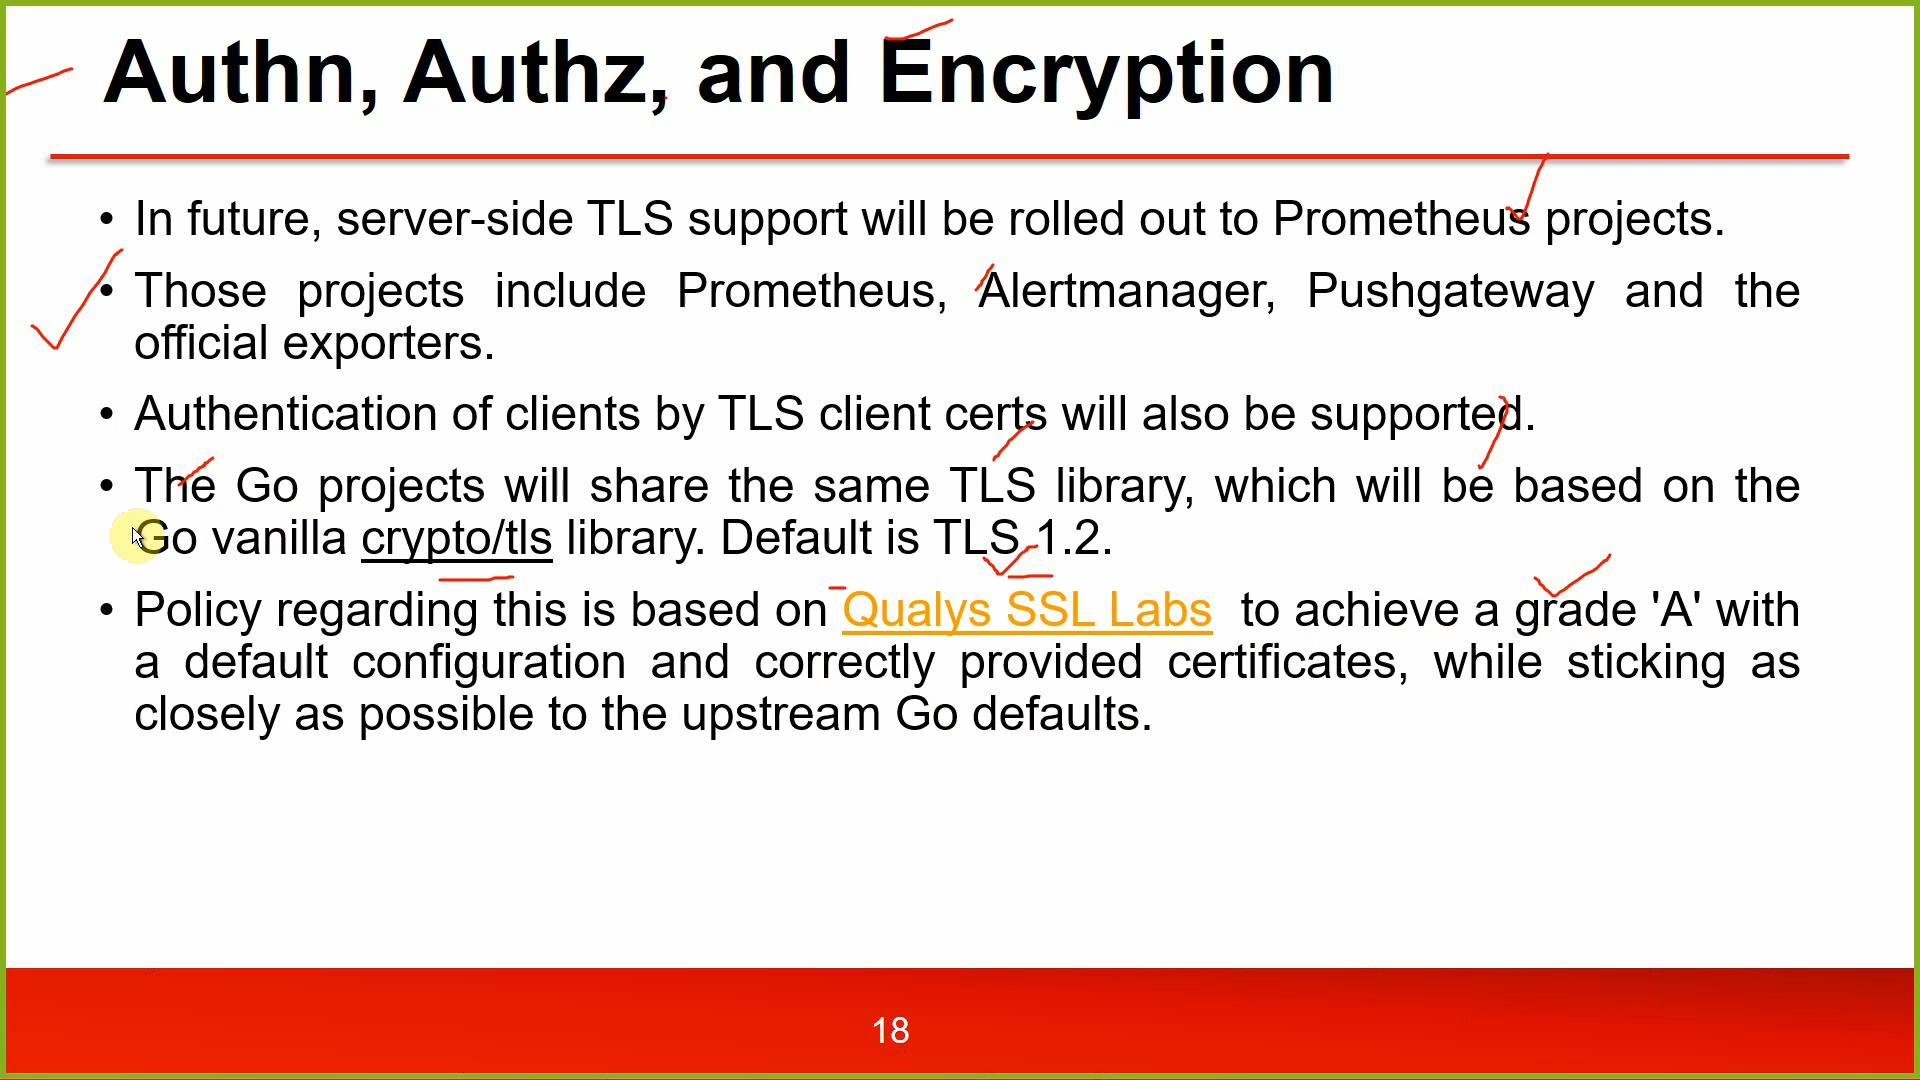 Authn, Authz, and Encryption
• In future, server-side TLS support will be rolled out to Prometheus projects.
• Those projects include Prometheus, Alertmanager, Pushgateway and the
official exporters.
• Authentication of clients by TLS client certs will also be supported.
• The Go projects will share the same TLS library, which will be based on the
Go vanilla crypto/tls library. Default is TLS 1.2.
• Policy regarding this is based on Qualys SSL Labs to achieve a grade 'A' with
a default configuration and correctly provided certificates, while sticking as
closely as possible to the upstream Go defaults.
18